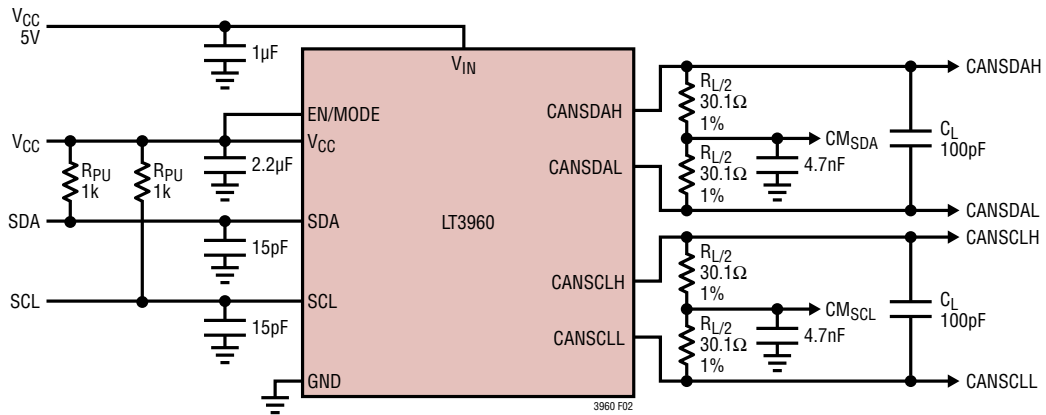 VCC
5V
1µF
VIN
EN/MODE
VCC
VCC
2.2µF
RPU
1k
RPU
1k
SDA
SDA
15pF
LT3960
SCL
SCL
15pF
GND
CANSDAH
CANSDAL
CANSCLH
CANSCLL
RL/2
30.1Ω
1%
CMSDA
RL/2
30.1Ω
1%
4.7nF
CL
100pF
CANSDAH
CANSDAL
CANSCLH
RL/2
30.1Ω
1%
CMSCL
RL/2
30.1Ω
1%
4.7nF
CL
100pF
CANSCLL
3960 F02